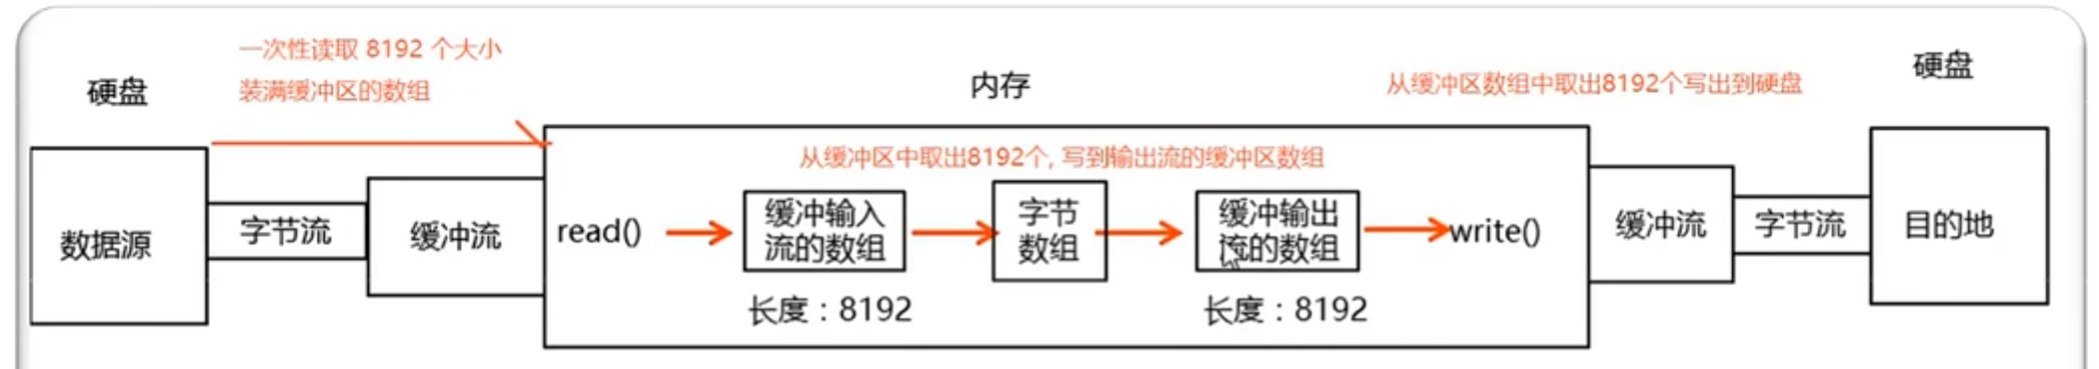 一次性读取 8192 个大小
装满缓冲区的数组
硬盘
内存
从缓冲区数组中取出8192个写出到硬盘
硬盘
从缓冲区中取出8192个, 写到输出流的缓冲区数组
数据源
字节流
缓冲流
read()
缓冲输入
流的数组
长度：8192
字节
数组
缓冲输出
流的数组
长度：8192
write()
缓冲流
字节流
目的地